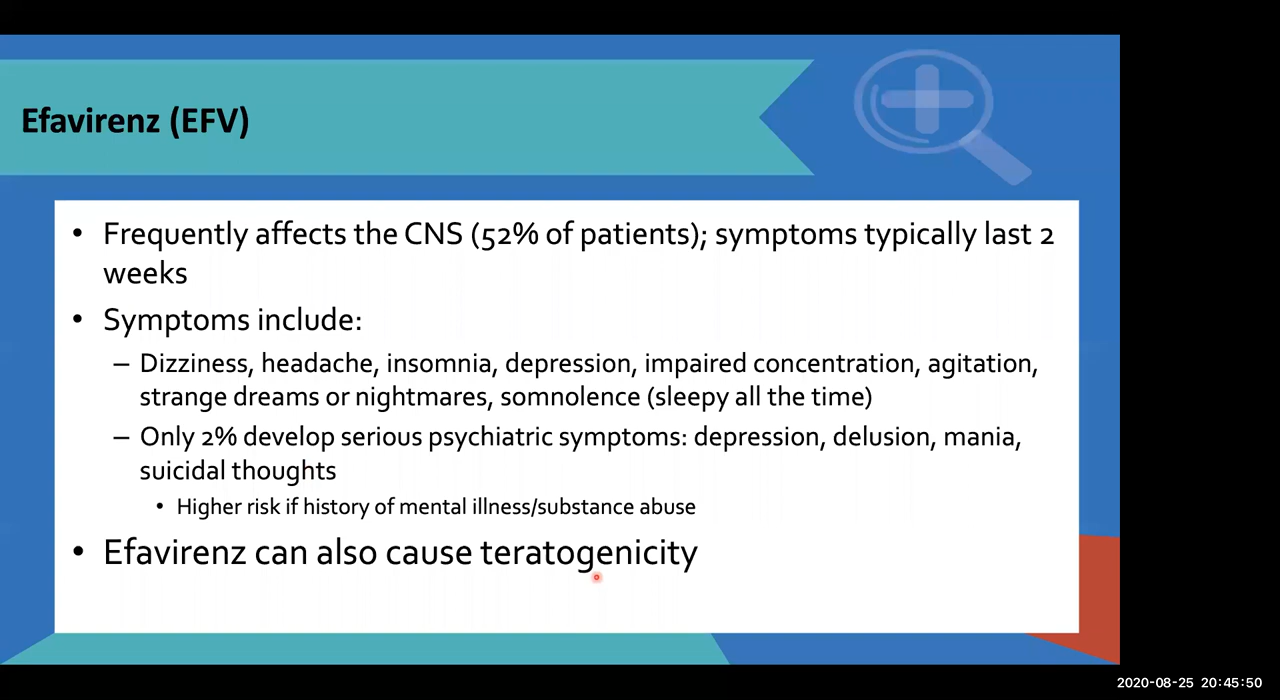 Efavirenz (EFV)
• Frequently affects the CNS (52% of patients); symptoms typically last 2
weeks
• Symptoms include:
– Dizziness, headache, insomnia, depression, impaired concentration, agitation,
strange dreams or nightmares, somnolence (sleepy all the time)
– Only 2% develop serious psychiatric symptoms: depression, delusion, mania,
suicidal thoughts
• Higher risk if history of mental illness/substance abuse
• Efavirenz can also cause teratogenicity
2020-08-25 20:45:50